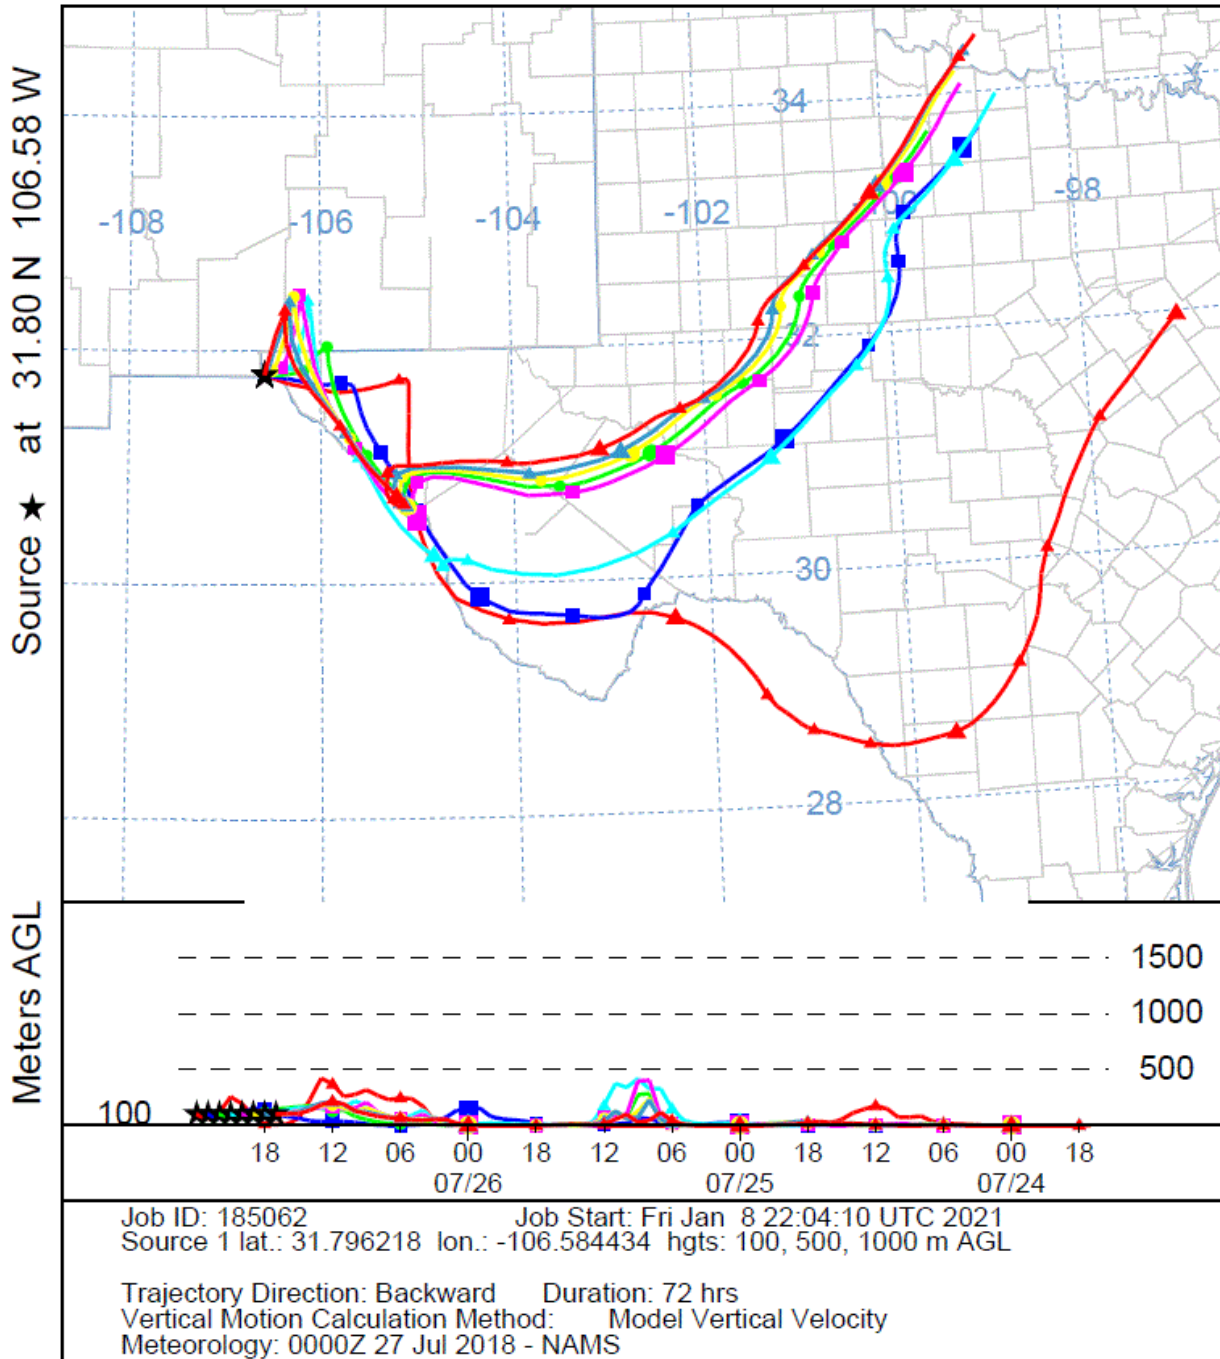 Source ★ at 31.80 N 106.58 W
34
-108
-106
-104
-102
-98
30
28
Meters AGL
1500
1000
500
100
18 12 06 00 18 12 06 00 18 12 06 00 18
07/26 07/25 07/24
Job ID: 185062 Job Start: Fri Jan 8 22:04:10 UTC 2021
Source 1 lat.: 31.796218 lon.: -106.584434 hgts: 100, 500, 1000 m AGL
Trajectory Direction: Backward Duration: 72 hrs
Vertical Motion Calculation Method: Model Vertical Velocity
Meteorology: 0000Z 27 Jul 2018 - NAMS